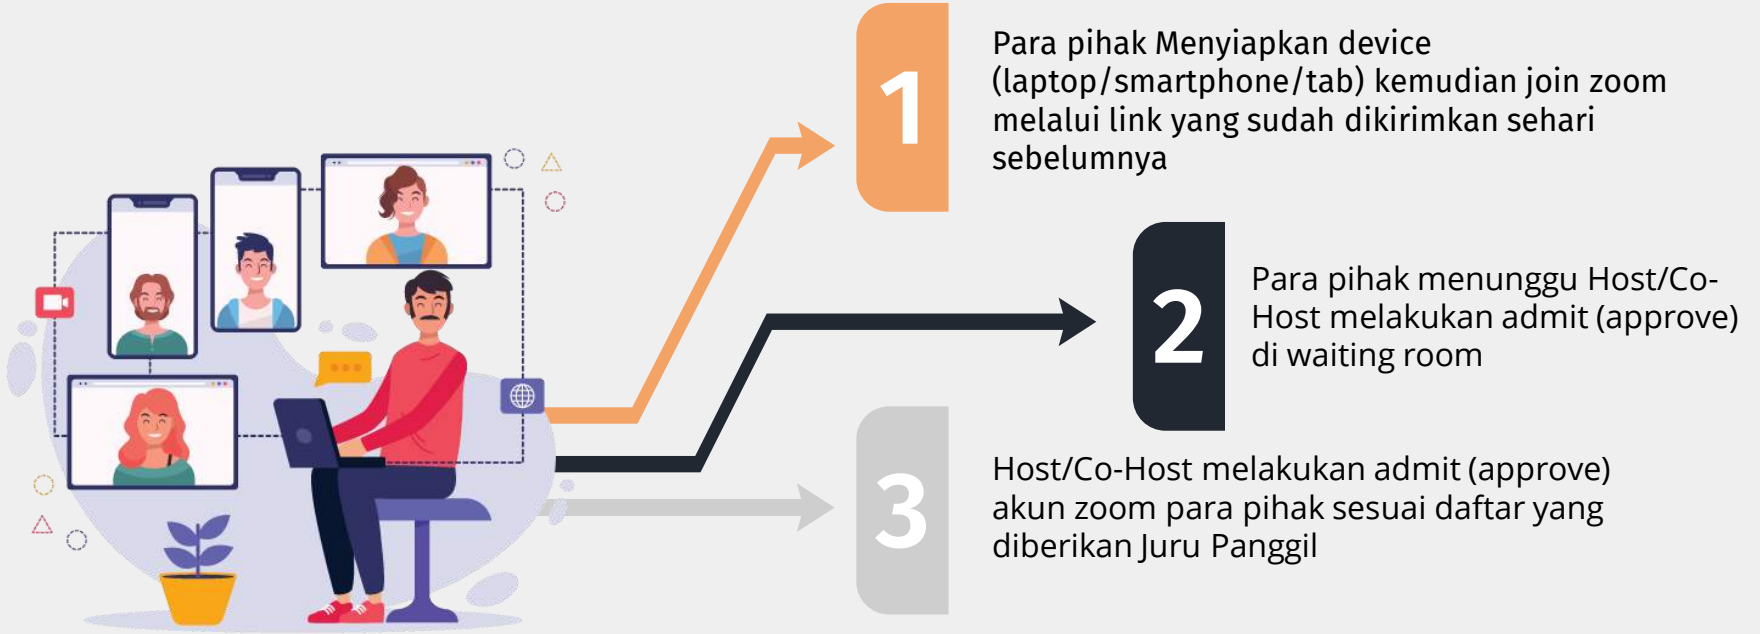 1
Para pihak Menyiapkan device
(laptop/smartphone/tab) kemudian join zoom
melalui link yang sudah dikirimkan sehari
sebelumnya
2
Para pihak menunggu Host/Co-
Host melakukan admit (approve)
di waiting room
3
Host/Co-Host melakukan admit (approve)
akun zoom para pihak sesuai daftar yang
diberikan Juru Panggil